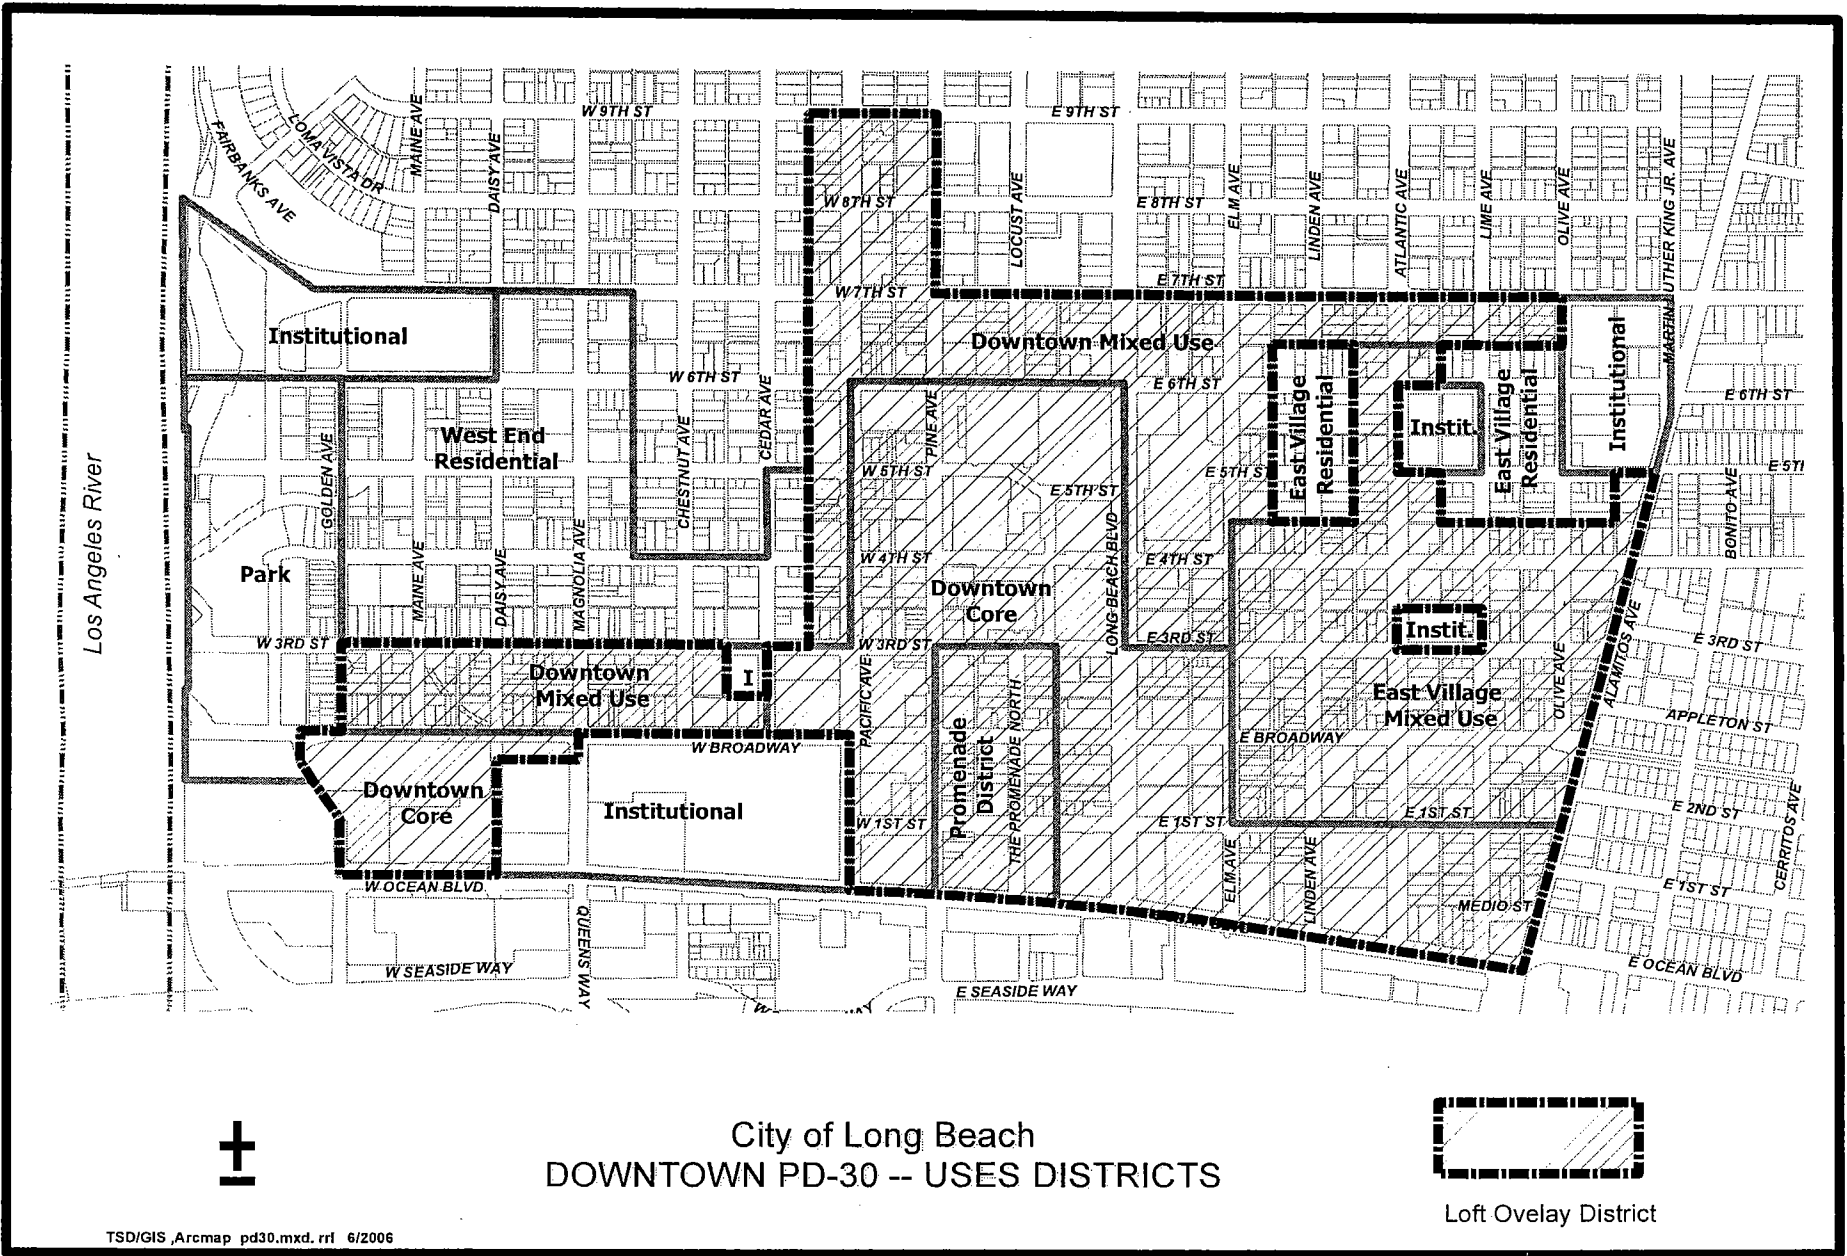 W 9TH ST
E 9TH ST
MAINE AVE
LOMA VISTA DR
FAIRBANKS AVE
DAISY AVE
W 8TH ST
LOCUST AVE
E 8TH ST
ELM AVE
LINDEN AVE
ATLANTIC AVE
LIME AVE
OLIVE AVE
MARTIN LUTHER KING JR. AVE
W 7TH ST
E 7TH ST
Institutional
Downtown Mixed Use
W 6TH ST
E 6TH ST
E 6TH ST
CEDAR AVE
PINE AVE
East Village
Residential
Instit.
East Village
Residential
Institutional
West End
Residential
CHESTNUT AVE
GOLDEN AVE
W 5TH ST
E 5TH ST
E 5TH ST
E 5T
BONITO AVE
Los Angeles River
MAGNOLIA AVE
MAINE AVE
DAISY AVE
LONG BEACH BLVD
W 4TH ST
E 4TH ST
Park
Downtown
Core
Instit.
ALAMITOS AVE
W 3RD ST
W 3RD ST
E 3RD ST
E 3RD ST
Downtown
Mixed Use
I
PACIFIC AVE
THE PROMENADE NORTH
Promenade
District
East Village
Mixed Use
OLIVE AVE
APPLETON ST
W BROADWAY
E BROADWAY
Downtown
Core
Institutional
W 1ST ST
E 1ST ST
E 1ST ST
E 2ND ST
CERRITOS AVE
ELM AVE
LINDEN AVE
W OCEAN BLVD
E 1ST ST
MEDIO ST
QUEENS WAY
W SEASIDE WAY
E SEASIDE WAY
E OCEAN BLVD
City of Long Beach
DOWNTOWN PD-30 -- USES DISTRICTS
Loft Ovelay District
TSD/GIS ,Arcmap pd30.mxd. rrl 6/2006